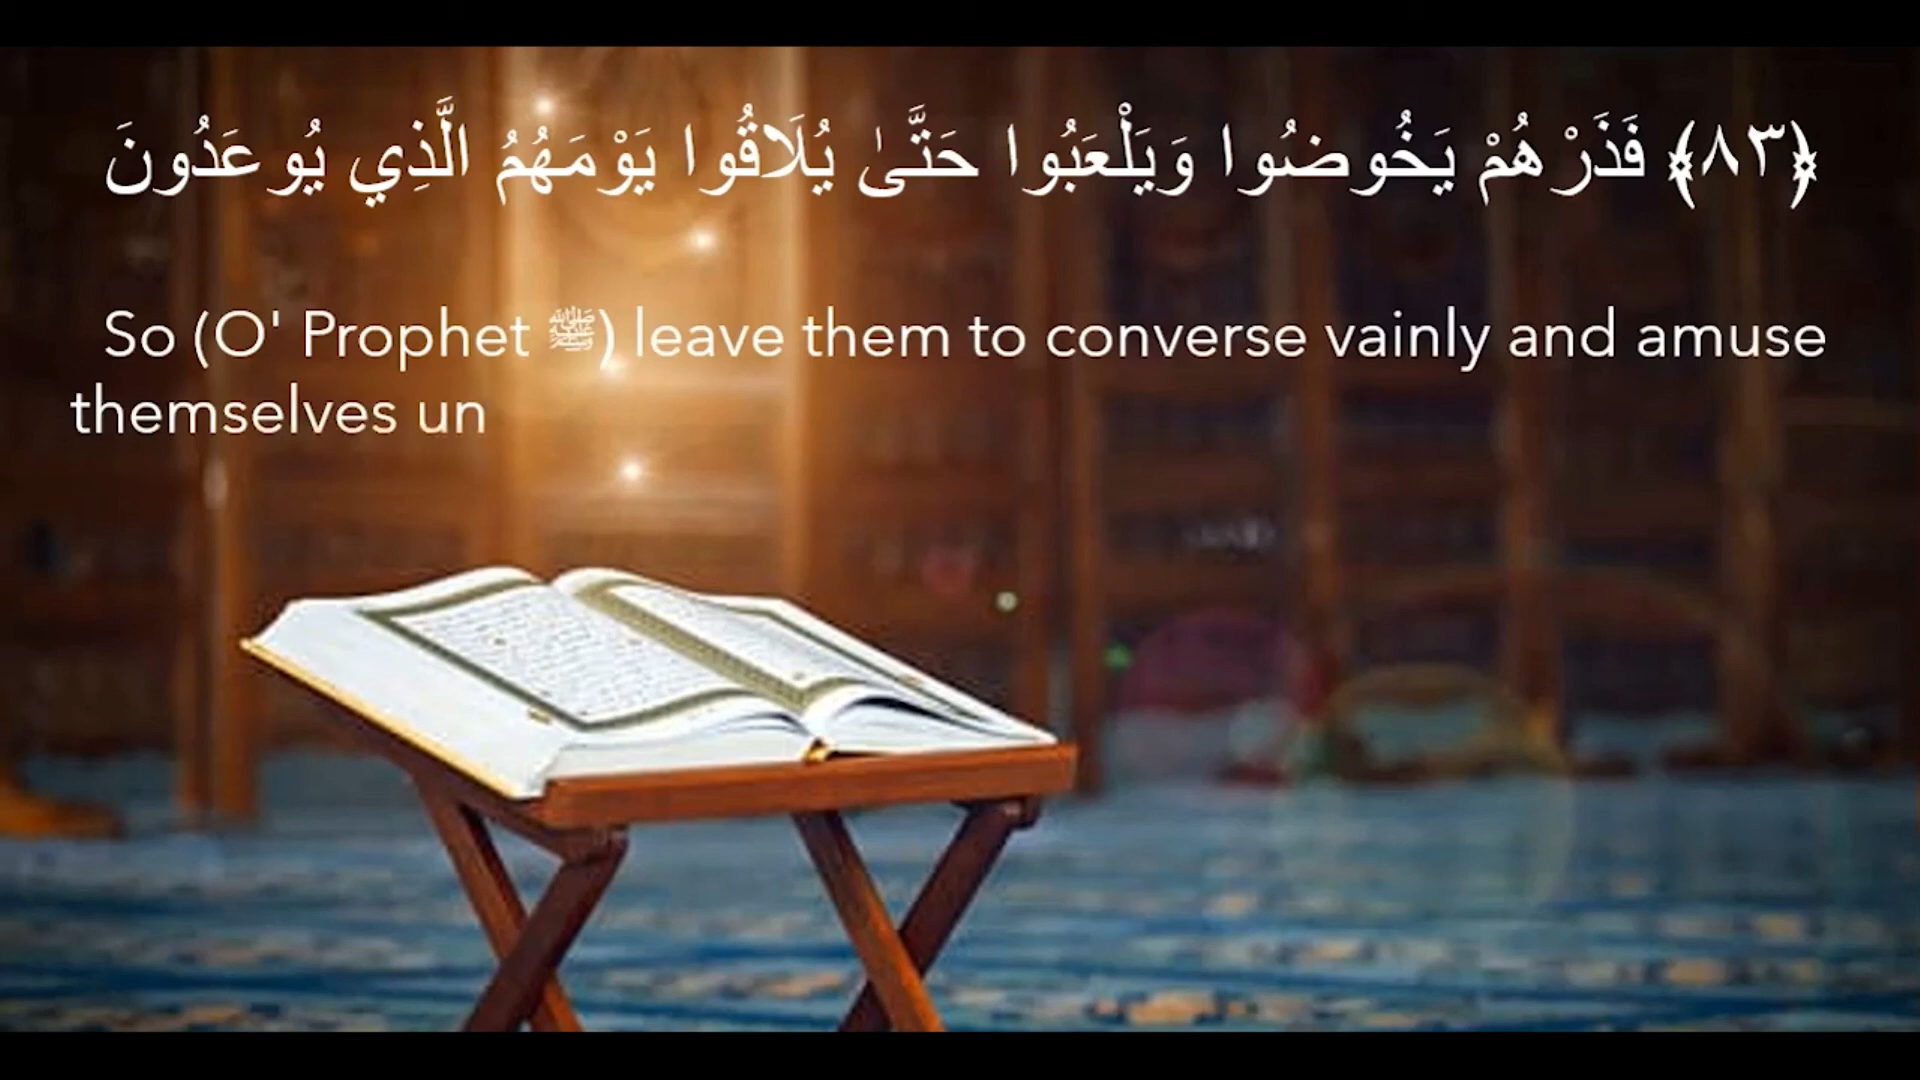 ﴿٨٣﴾ فَذَرْهُمْ يَخُوضُوا وَيَلْعَبُوا حَتَّىٰ يُلَاقُوا يَوْمَهُمُ الَّذِي يُوعَدُونَ
So (O' Prophet ﷺ) leave them to converse vainly and amuse
themselves un